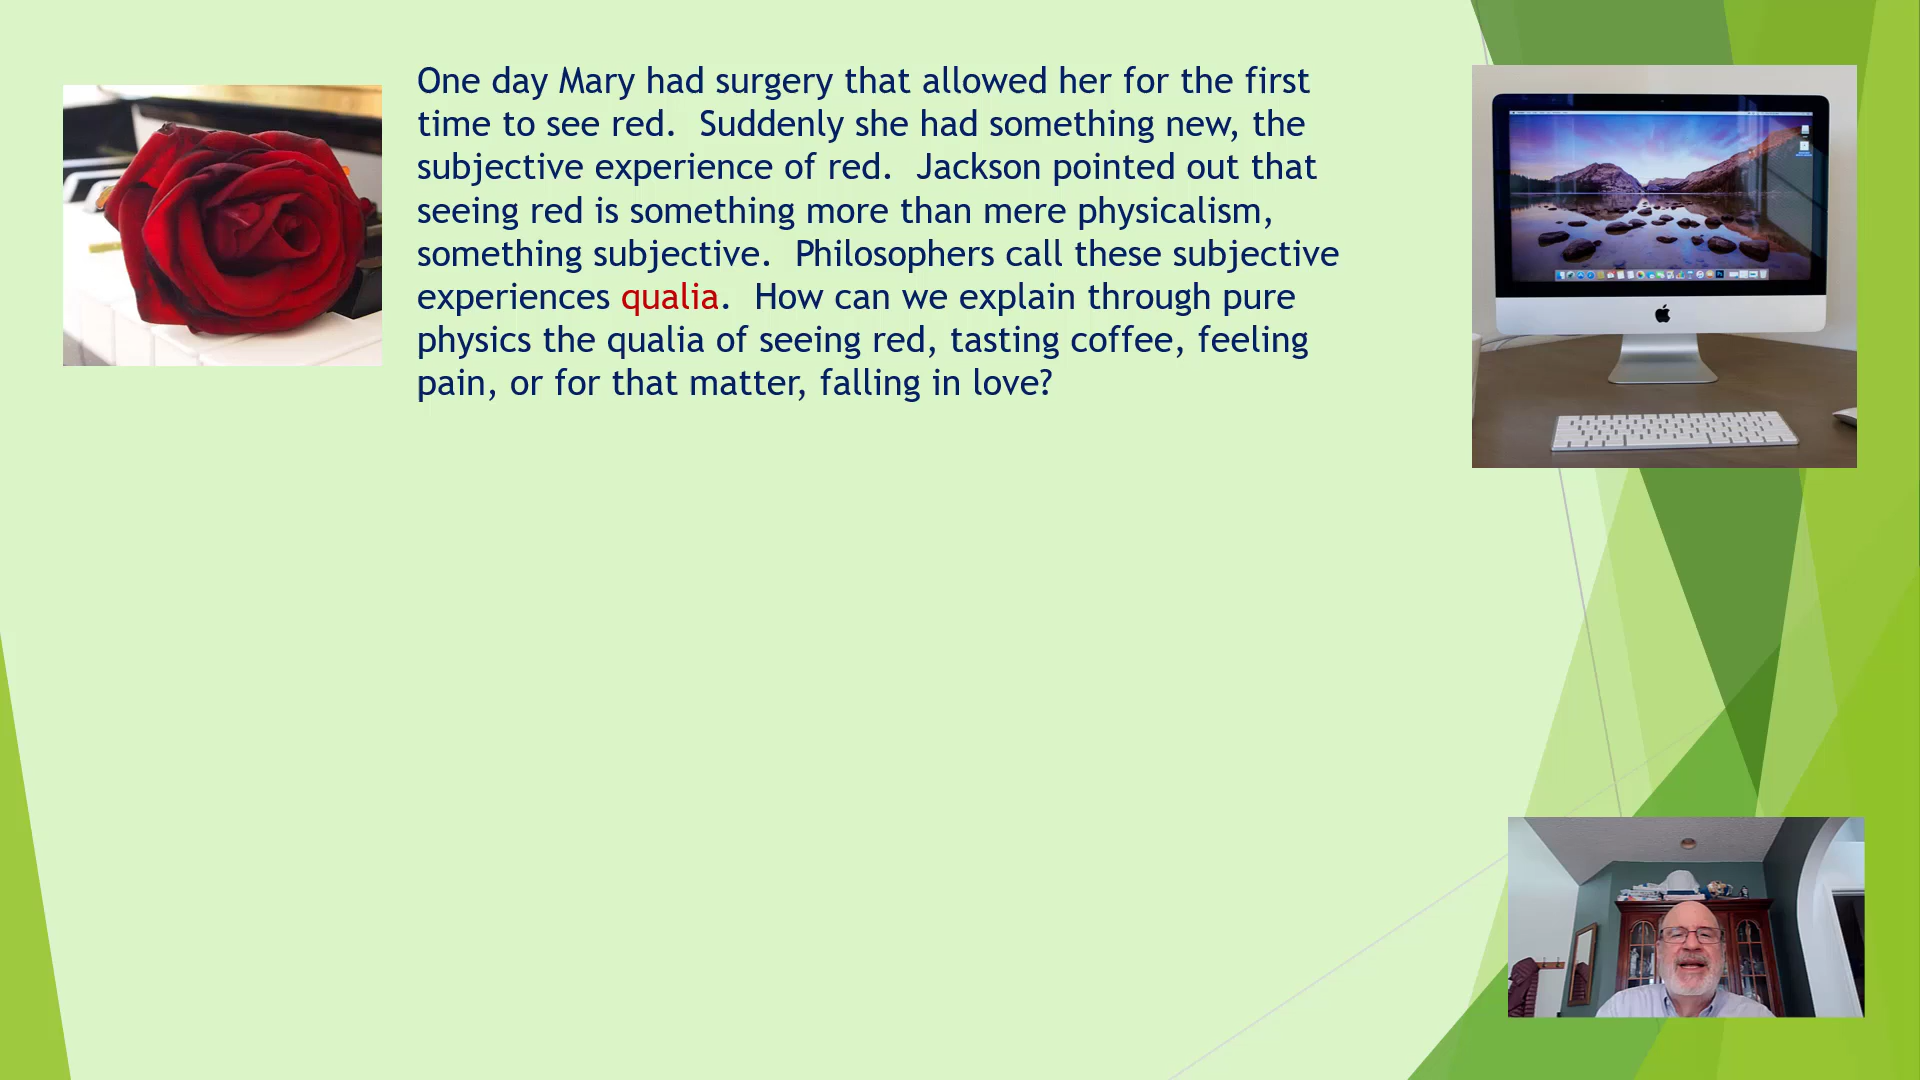 One day Mary had surgery that allowed her for the first
time to see red.  Suddenly she had something new, the
subjective experience of red.  Jackson pointed out that
seeing red is something more than mere physicalism,
something subjective.  Philosophers call these subjective
experiences qualia.  How can we explain through pure
physics the qualia of seeing red, tasting coffee, feeling
pain, or for that matter, falling in love?